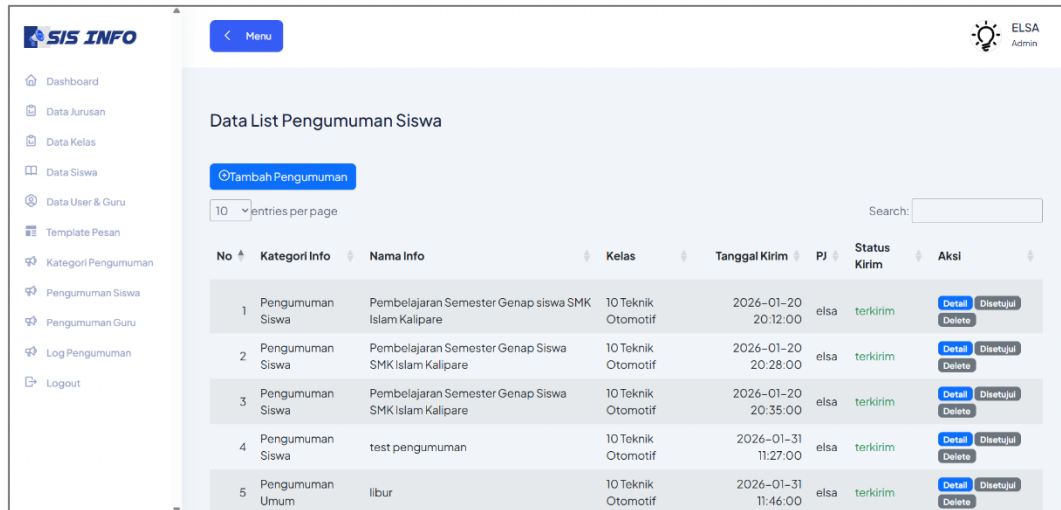 SIS INFO
Menu
ELSA
Admin
Dashboard
Data Jurusan
Data Kelas
Data Siswa
Data User & Guru
Template Pesan
Kategori Pengumuman
Pengumuman Siswa
Pengumuman Guru
Log Pengumuman
Logout
Data List Pengumuman Siswa
Tambah Pengumuman
10 entries per page
Search:
No Kategori Info Nama Info Kelas Tanggal Kirim PJ Status Kirim Aksi
1 Pengumuman Siswa Pembelajaran Semester Genap siswa SMK Islam Kalipare 10 Teknik Otomotif 2026-01-20 20:12:00 elsa terkirim Detail Disetujui Delete
2 Pengumuman Siswa Pembelajaran Semester Genap Siswa SMK Islam Kalipare 10 Teknik Otomotif 2026-01-20 20:28:00 elsa terkirim Detail Disetujui Delete
3 Pengumuman Siswa Pembelajaran Semester Genap Siswa SMK Islam Kalipare 10 Teknik Otomotif 2026-01-20 20:35:00 elsa terkirim Detail Disetujui Delete
4 Pengumuman Siswa test pengumuman 10 Teknik Otomotif 2026-01-31 11:27:00 elsa terkirim Detail Disetujui Delete
5 Pengumuman Umum libur 10 Teknik Otomotif 2026-01-31 11:46:00 elsa terkirim Detail Disetujui Delete